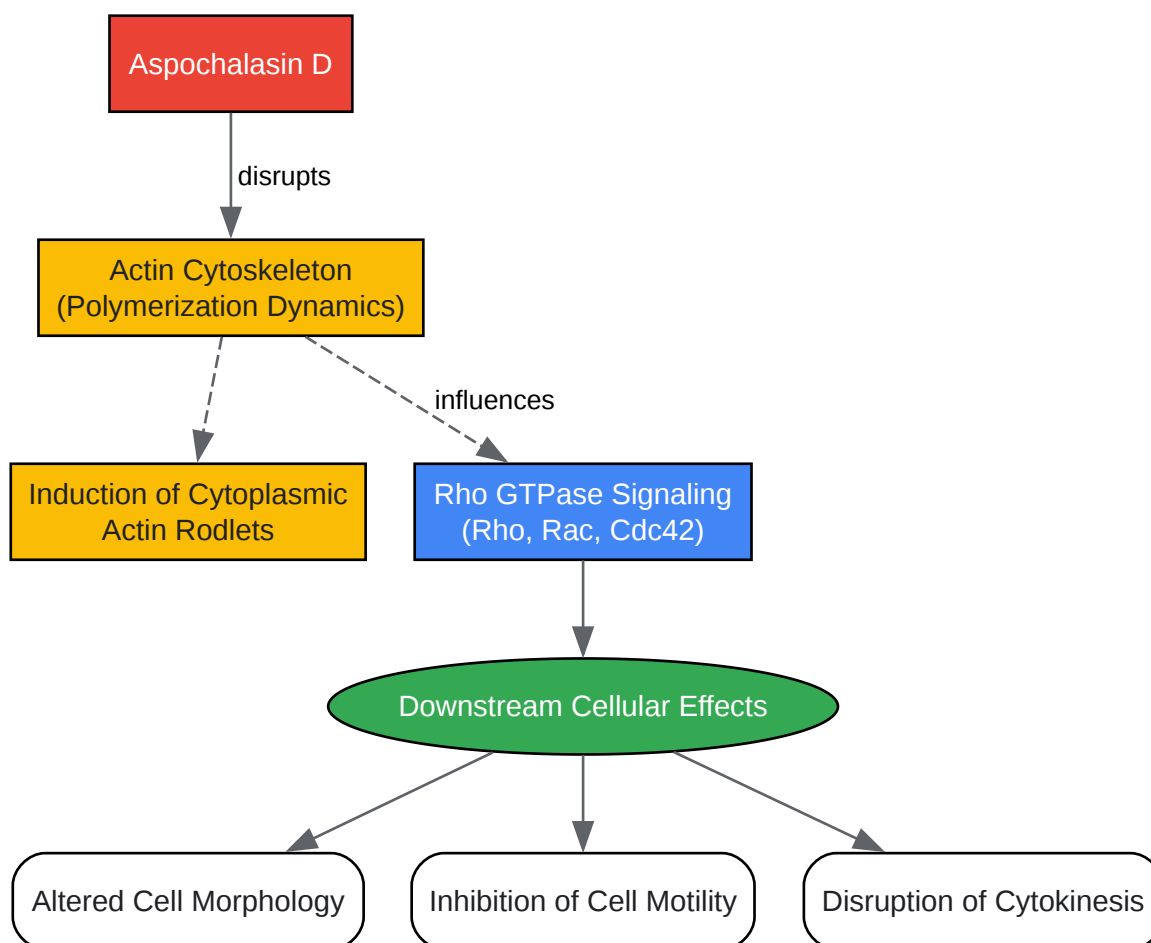 Aspochalasin D
disrupts
Actin Cytoskeleton
(Polymerization Dynamics)
influences
Induction of Cytoplasmic
Actin Rodlets
Rho GTPase Signaling
(Rho, Rac, Cdc42)
Downstream Cellular Effects
Altered Cell Morphology
Inhibition of Cell Motility
Disruption of Cytokinesis